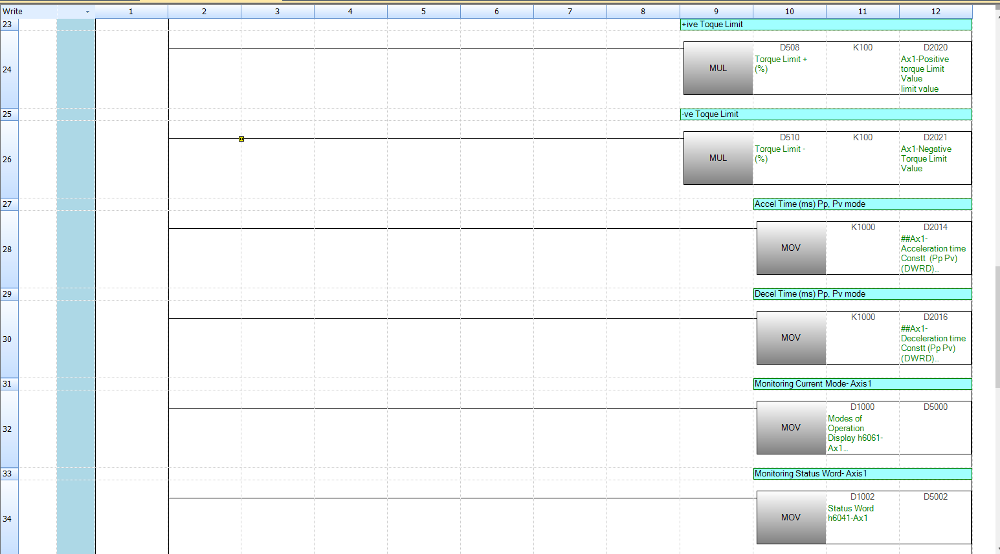 Write 1 2 3 4 5 6 7 8 9 10 11 12
23 +ive Toque Limit
24 MUL D508 K100 D2020
Torque Limit + Ax1-Positive
(%) torque Limit
Value
limit value
25 -ve Toque Limit
26 MUL D510 K100 D2021
Torque Limit - Ax1-Negative
(%) Torque Limit
Value
27 Accel Time (ms) Pp, Pv mode
28 MOV K1000 D2014
##Ax1-
Acceleration time
Constt (Pp Pv)
(DWRD)...
29 Decel Time (ms) Pp, Pv mode
30 MOV K1000 D2016
##Ax1-
Deceleration time
Constt (Pp Pv)
(DWRD)...
31 Monitoring Current Mode- Axis1
32 MOV D1000 D5000
Modes of
Operation
Display h6061-
Ax1...
33 Monitoring Status Word- Axis1
34 MOV D1002 D5002
Status Word
h6041-Ax1